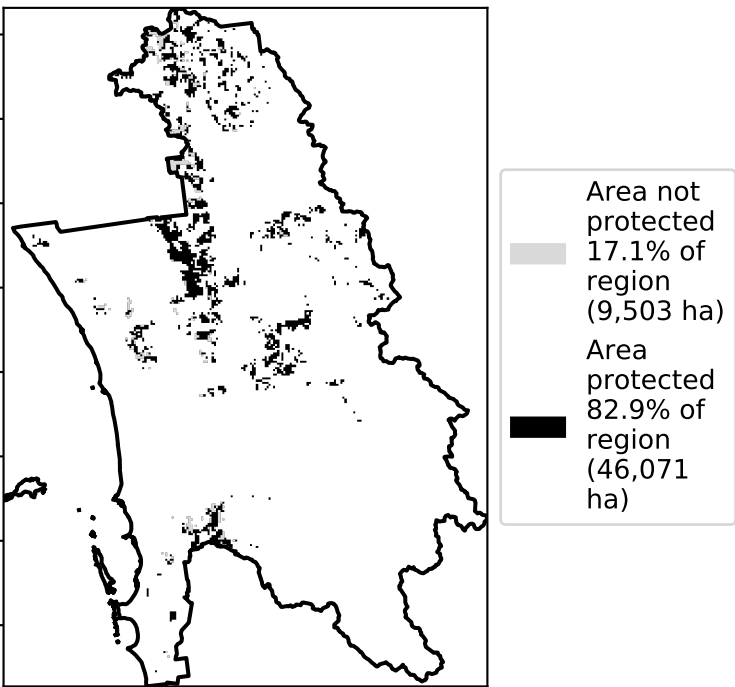 Area not
protected
17.1% of
region
(9,503 ha)
Area
protected
82.9% of
region
(46,071
ha)